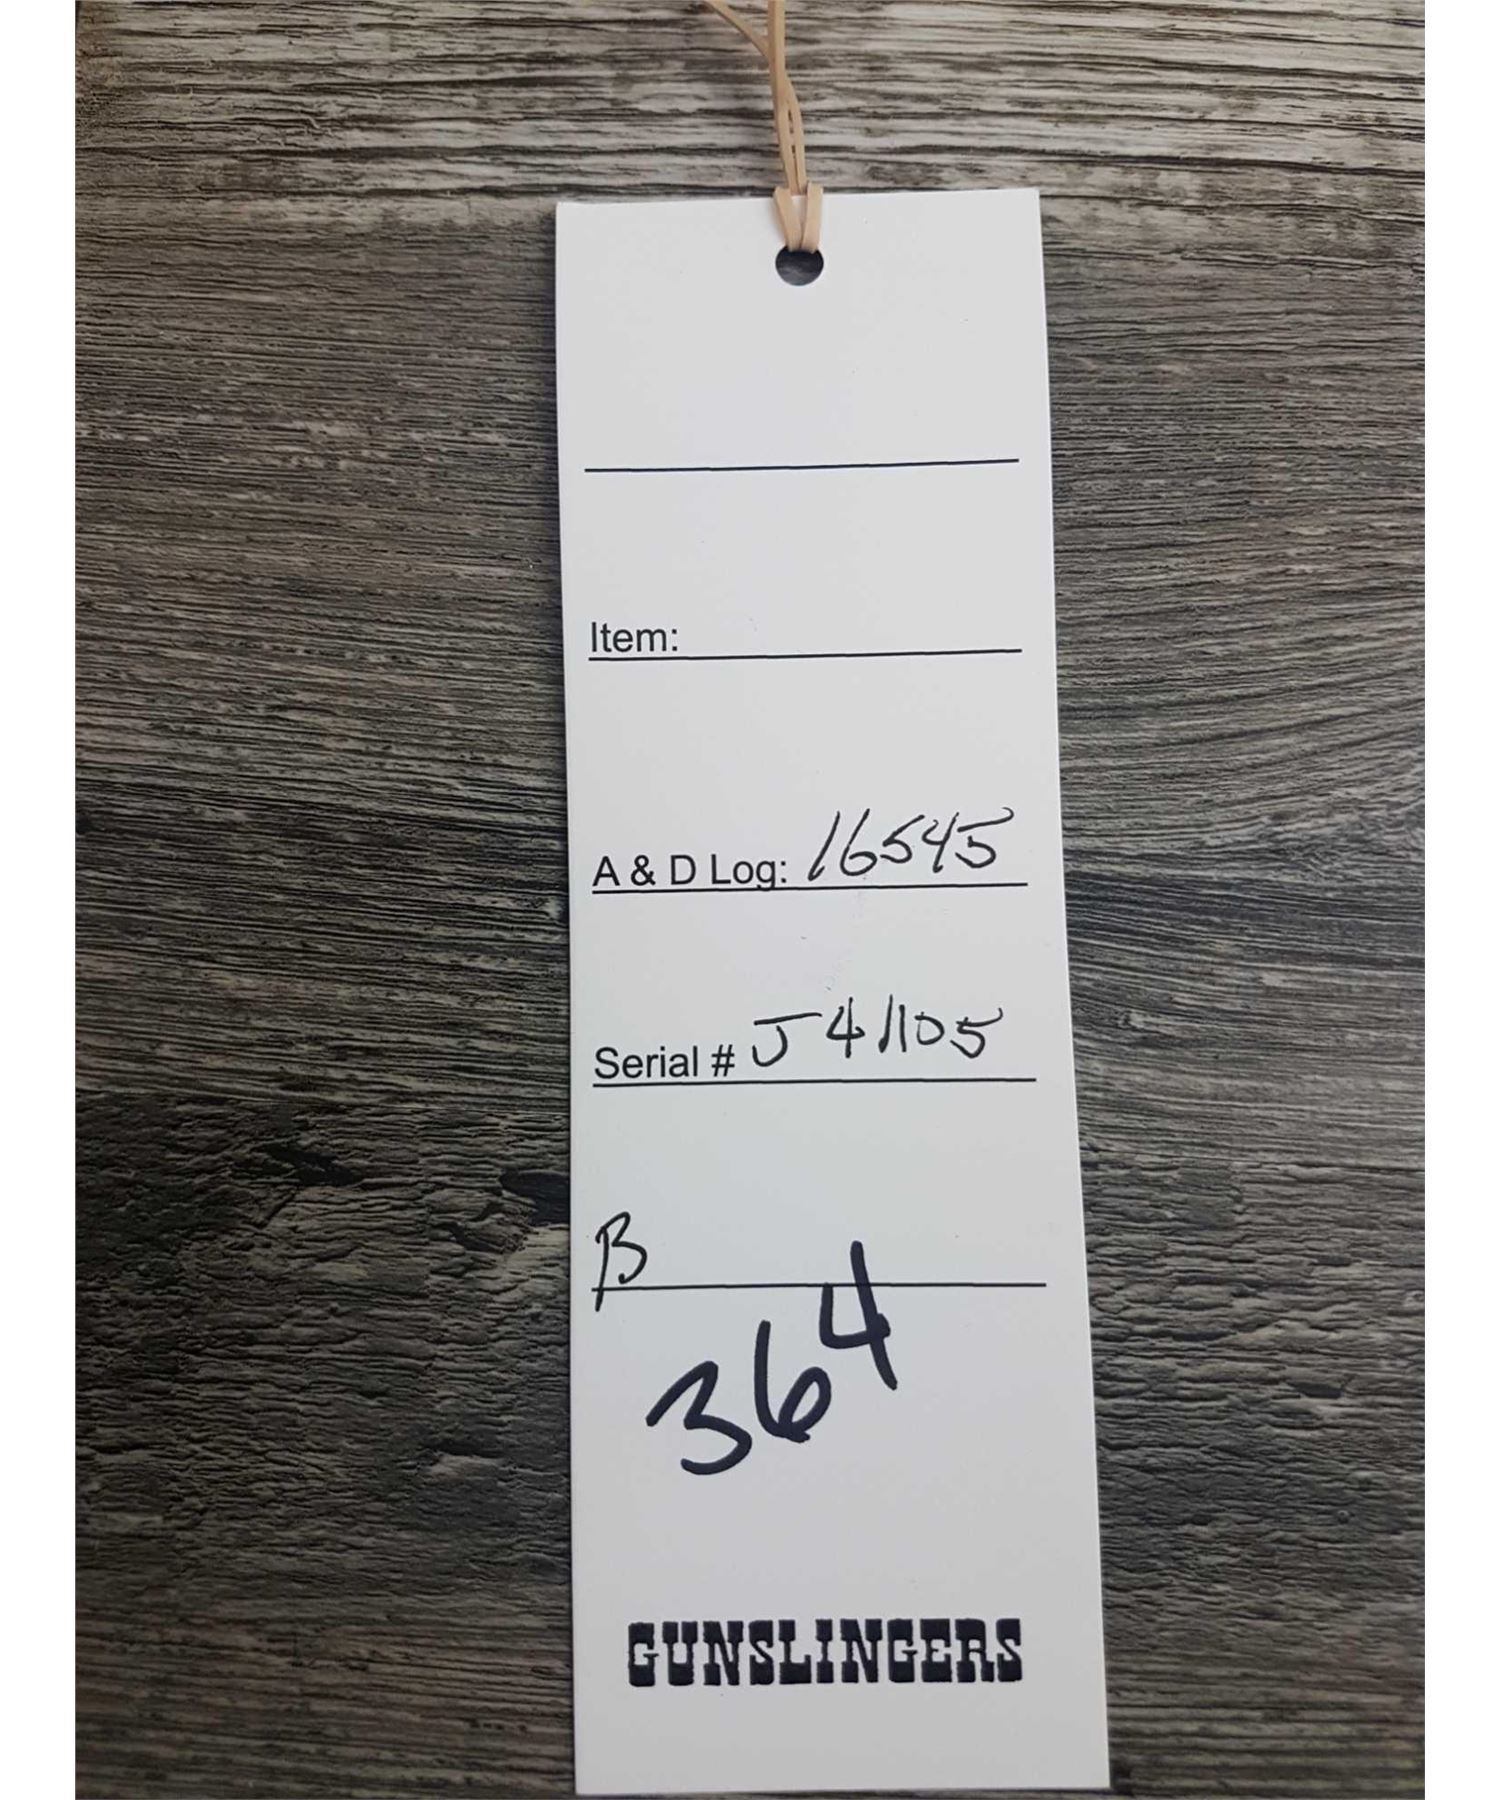 Item:
A & D Log: 16545
Serial # J41105
B
364
GUNSLINGERS